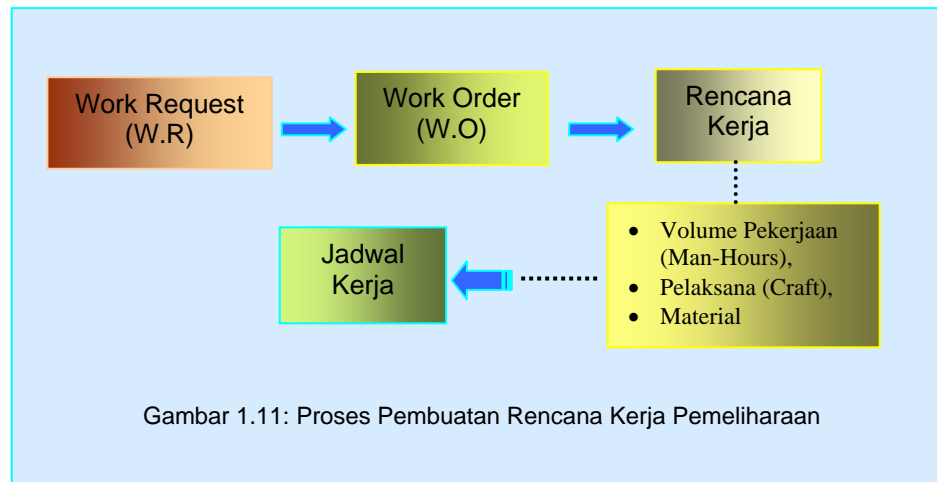 Work Request
(W.R)
Work Order
(W.O)
Rencana
Kerja
• Volume Pekerjaan
(Man-Hours),
• Pelaksana (Craft),
• Material
Jadwal
Kerja
Gambar 1.11: Proses Pembuatan Rencana Kerja Pemeliharaan